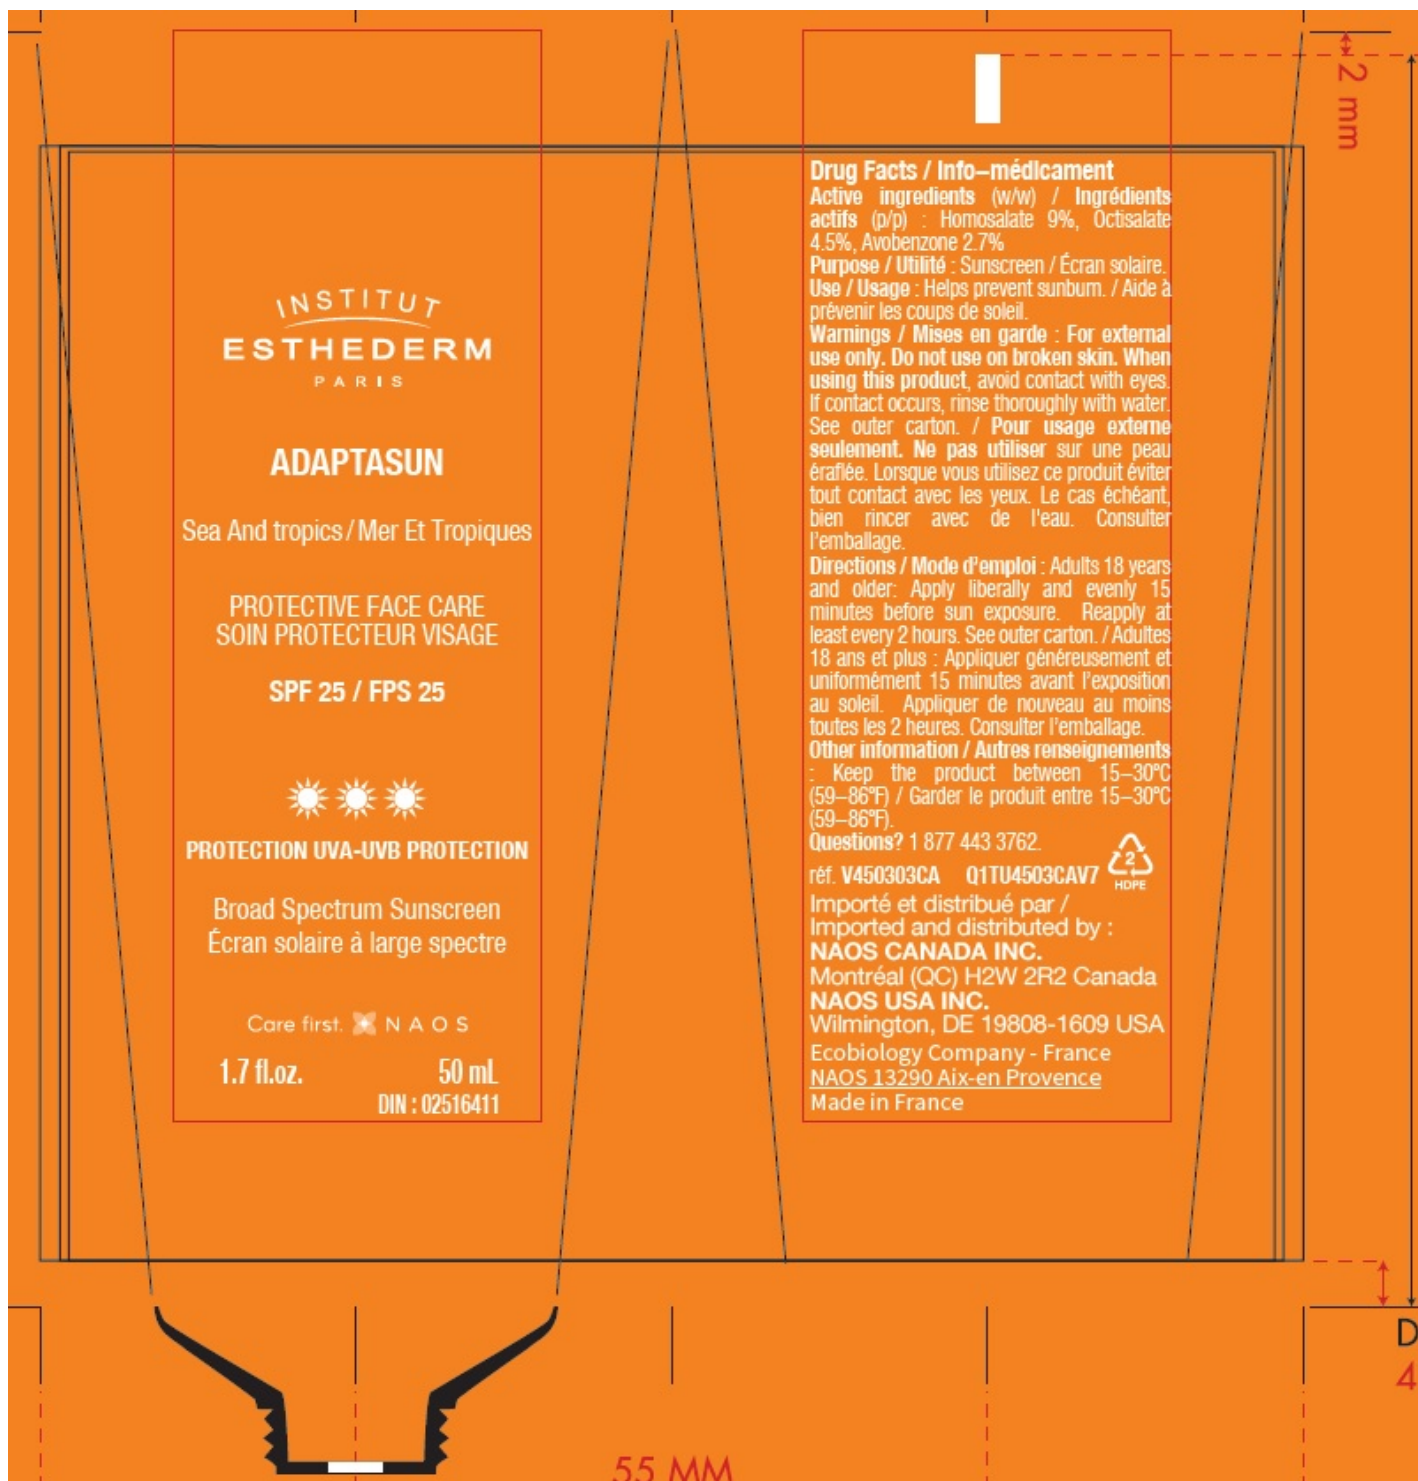 INSTITUT
ESTHEDERM
PARIS
ADAPTASUN
Sea And tropics / Mer Et Tropiques
PROTECTIVE FACE CARE
SOIN PROTECTEUR VISAGE
SPF 25 / FPS 25
PROTECTION UVA-UVB PROTECTION
Broad Spectrum Sunscreen
Écran solaire à large spectre
Care first. NAOS
1.7 fl.oz. 50 mL
DIN : 02516411
Drug Facts / Info–médicament
Active ingredients (w/w) / Ingrédients
actifs (p/p) : Homosalate 9%, Octisalate
4.5%, Avobenzone 2.7%
Purpose / Utilité : Sunscreen / Écran solaire.
Use / Usage : Helps prevent sunburn. / Aide à
prévenir les coups de soleil.
Warnings / Mises en garde : For external
use only. Do not use on broken skin. When
using this product, avoid contact with eyes.
If contact occurs, rinse thoroughly with water.
See outer carton. / Pour usage externe
seulement. Ne pas utiliser sur une peau
éraflée. Lorsque vous utilisez ce produit éviter
tout contact avec les yeux. Le cas échéant,
bien rincer avec de l'eau. Consulter
l'emballage.
Directions / Mode d'emploi : Adults 18 years
and older: Apply liberally and evenly 15
minutes before sun exposure. Reapply at
least every 2 hours. See outer carton. / Adultes
18 ans et plus : Appliquer généreusement et
uniformément 15 minutes avant l'exposition
au soleil. Appliquer de nouveau au moins
toutes les 2 heures. Consulter l'emballage.
Other information / Autres renseignements
: Keep the product between 15–30°C
(59–86°F) / Garder le produit entre 15–30°C
(59–86°F).
Questions? 1 877 443 3762.
réf. V450303CA Q1TU4503CAV7
2
HDPE
Importé et distribué par /
Imported and distributed by :
NAOS CANADA INC.
Montréal (QC) H2W 2R2 Canada
NAOS USA INC.
Wilmington, DE 19808-1609 USA
Ecobiology Company - France
NAOS 13290 Aix-en Provence
Made in France
2 mm
D
4
55 MM